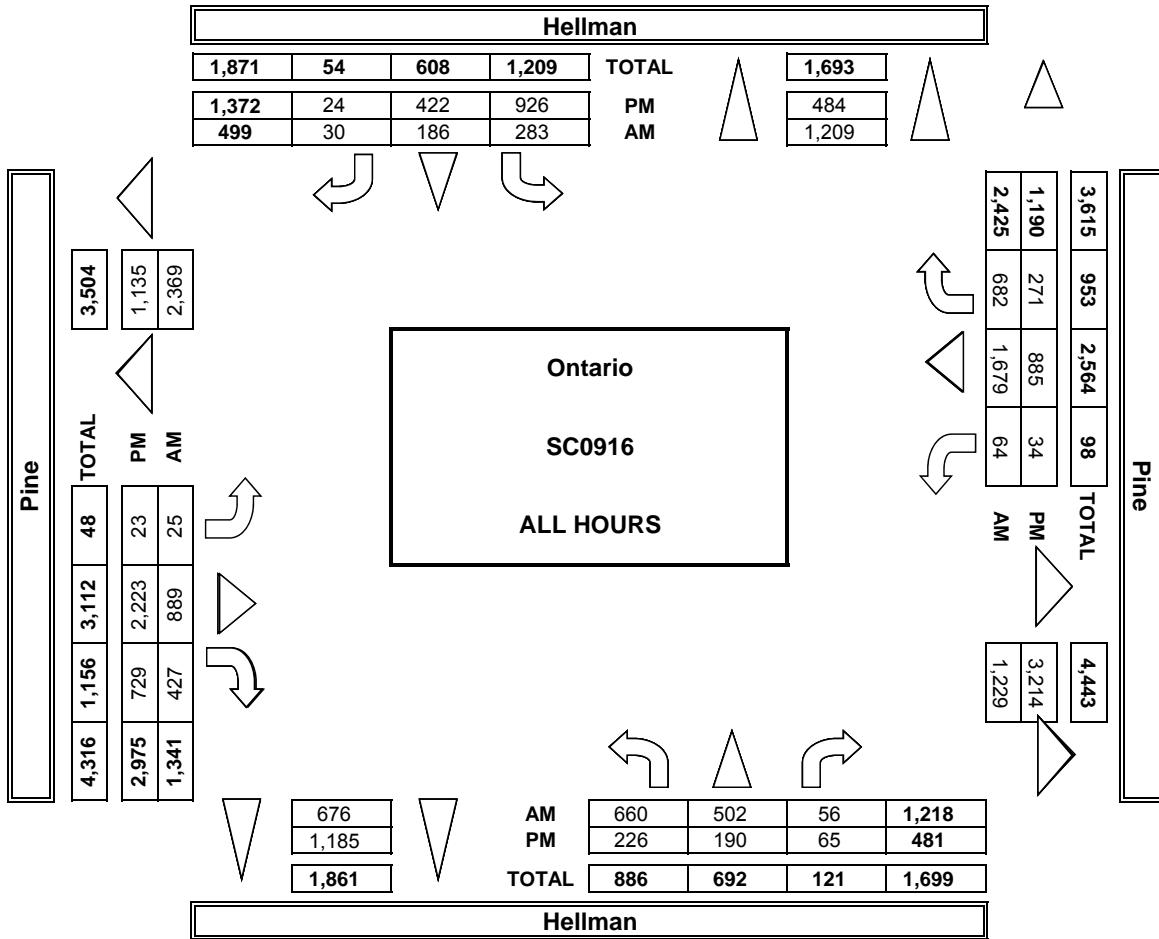 Hellman
1,871 54 608 1,209 TOTAL 1,693
1,372 24 422 926 PM 484
499 30 186 283 AM 1,209
Pine
3,504
1,135
2,369
TOTAL
PM
AM
48 3,112 1,156 4,316
23 2,223 729 2,975
25 889 427 1,341
Ontario
SC0916
ALL HOURS
3,615 953 2,564 98 TOTAL
1,190 271 885 34 PM
2,425 682 1,679 64 AM
4,443
3,214
1,229
Pine
676 AM 660 502 56 1,218
1,185 PM 226 190 65 481
1,861 TOTAL 886 692 121 1,699
Hellman